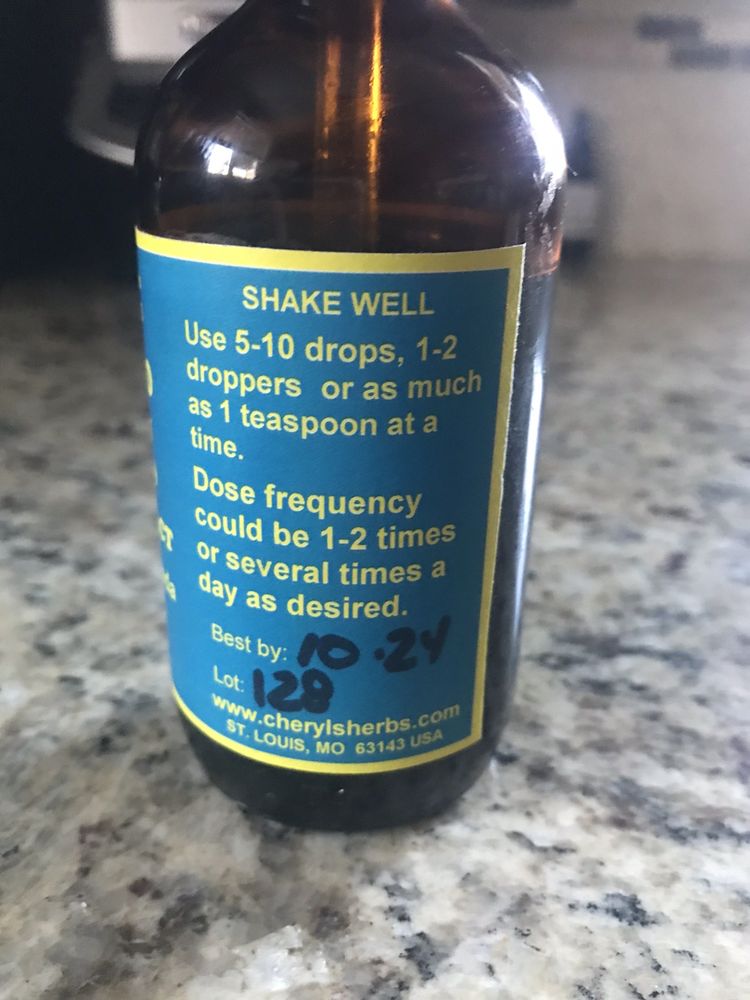 SHAKE WELL
Use 5-10 drops, 1-2
droppers or as much
as 1 teaspoon at a
time.
Dose frequency
could be 1-2 times
or several times a
day as desired.
Best by: 10.24
Lot: 128
www.cherylsherbs.com
ST. LOUIS, MO 63143 USA